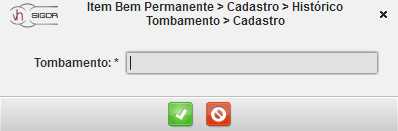 SIGOR
Item Bem Permanente > Cadastro > Histórico
Tombamento > Cadastro
Tombamento: *